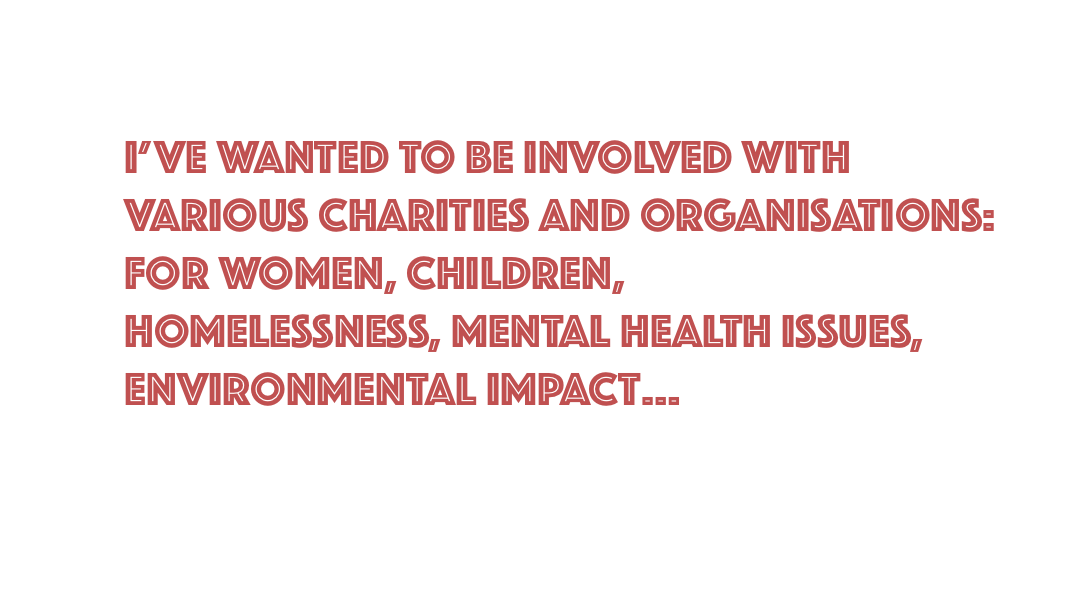 I’VE WANTED TO BE INVOLVED WITH
VARIOUS CHARITIES AND ORGANISATIONS:
FOR WOMEN, CHILDREN,
HOMELESSNESS, MENTAL HEALTH ISSUES,
ENVIRONMENTAL IMPACT...